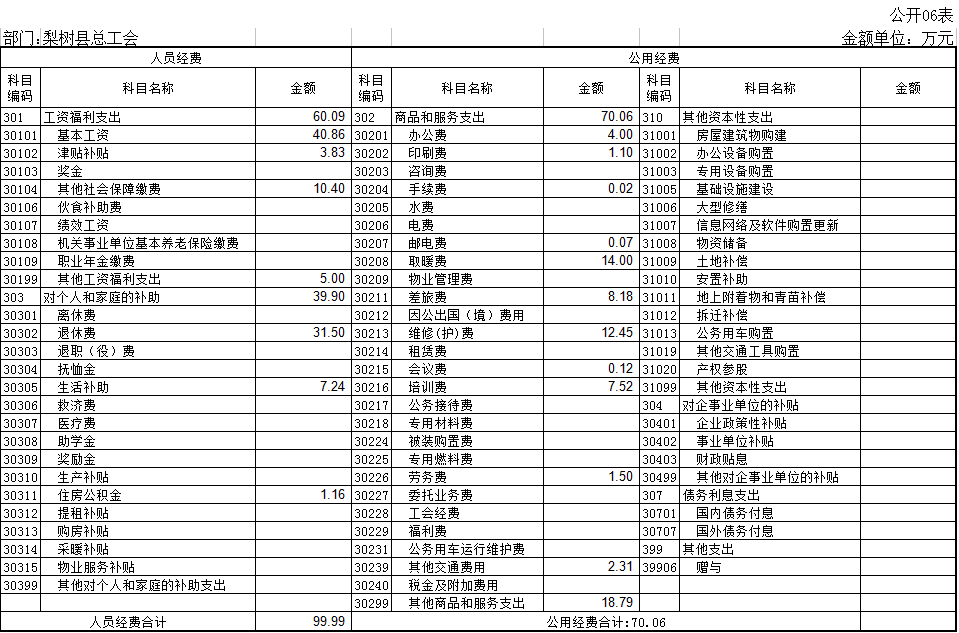 公开06表
部门:梨树县总工会 金额单位：万元
人员经费 公用经费
科目编码 科目名称 金额 科目编码 科目名称 金额 科目编码 科目名称 金额
301 工资福利支出 60.09 302 商品和服务支出 70.06 310 其他资本性支出
30101 基本工资 40.86 30201 办公费 4.00 31001 房屋建筑物购建
30102 津贴补贴 3.83 30202 印刷费 1.10 31002 办公设备购置
30103 奖金 30203 咨询费 31003 专用设备购置
30104 其他社会保障缴费 10.40 30204 手续费 0.02 31005 基础设施建设
30106 伙食补助费 30205 水费 31006 大型修缮
30107 绩效工资 30206 电费 31007 信息网络及软件购置更新
30108 机关事业单位基本养老保险缴费 30207 邮电费 0.07 31008 物资储备
30109 职业年金缴费 30208 取暖费 14.00 31009 土地补偿
30199 其他工资福利支出 5.00 30209 物业管理费 31010 安置补助
303 对个人和家庭的补助 39.90 30211 差旅费 8.18 31011 地上附着物和青苗补偿
30301 离休费 30212 因公出国（境）费用 31012 拆迁补偿
30302 退休费 31.50 30213 维修(护)费 12.45 31013 公务用车购置
30303 退职（役）费 30214 租赁费 31019 其他交通工具购置
30304 抚恤金 30215 会议费 0.12 31020 产权参股
30305 生活补助 7.24 30216 培训费 7.52 31099 其他资本性支出
30306 救济费 30217 公务接待费 304 对企事业单位的补贴
30307 医疗费 30218 专用材料费 30401 企业政策性补贴
30308 助学金 30224 被装购置费 30402 事业单位补贴
30309 奖励金 30225 专用燃料费 30403 财政贴息
30310 生产补贴 30226 劳务费 1.50 30499 其他对企事业单位的补贴
30311 住房公积金 1.16 30227 委托业务费 307 债务利息支出
30312 提租补贴 30228 工会经费 30701 国内债务付息
30313 购房补贴 30229 福利费 30707 国外债务付息
30314 采暖补贴 30231 公务用车运行维护费 399 其他支出
30315 物业服务补贴 30239 其他交通费用 2.31 39906 赠与
30399 其他对个人和家庭的补助支出 30240 税金及附加费用
30299 其他商品和服务支出 18.79
人员经费合计 99.99 公用经费合计:70.06